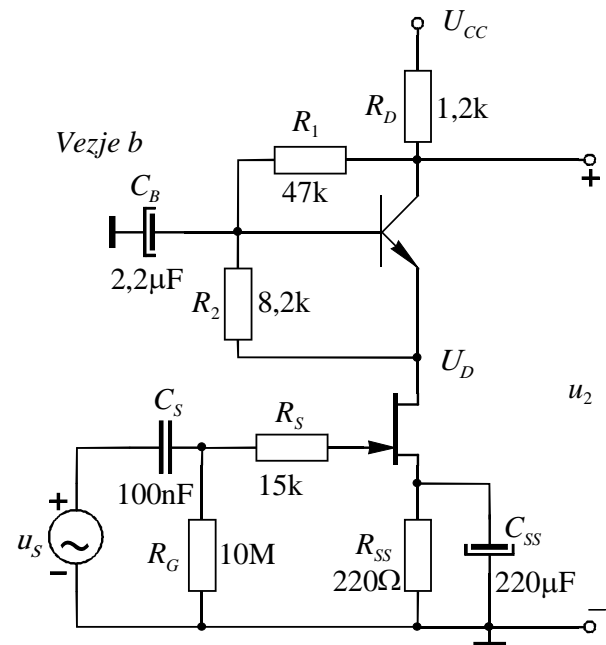 U_CC
R_D
1,2k
R_1
Vezje b
47k
+
C_B
2,2μF
R_2
8,2k
U_D
C_S
R_S
u_2
100nF
15k
+
u_S
−
R_G
10M
R_SS
220Ω
C_SS
220μF
−